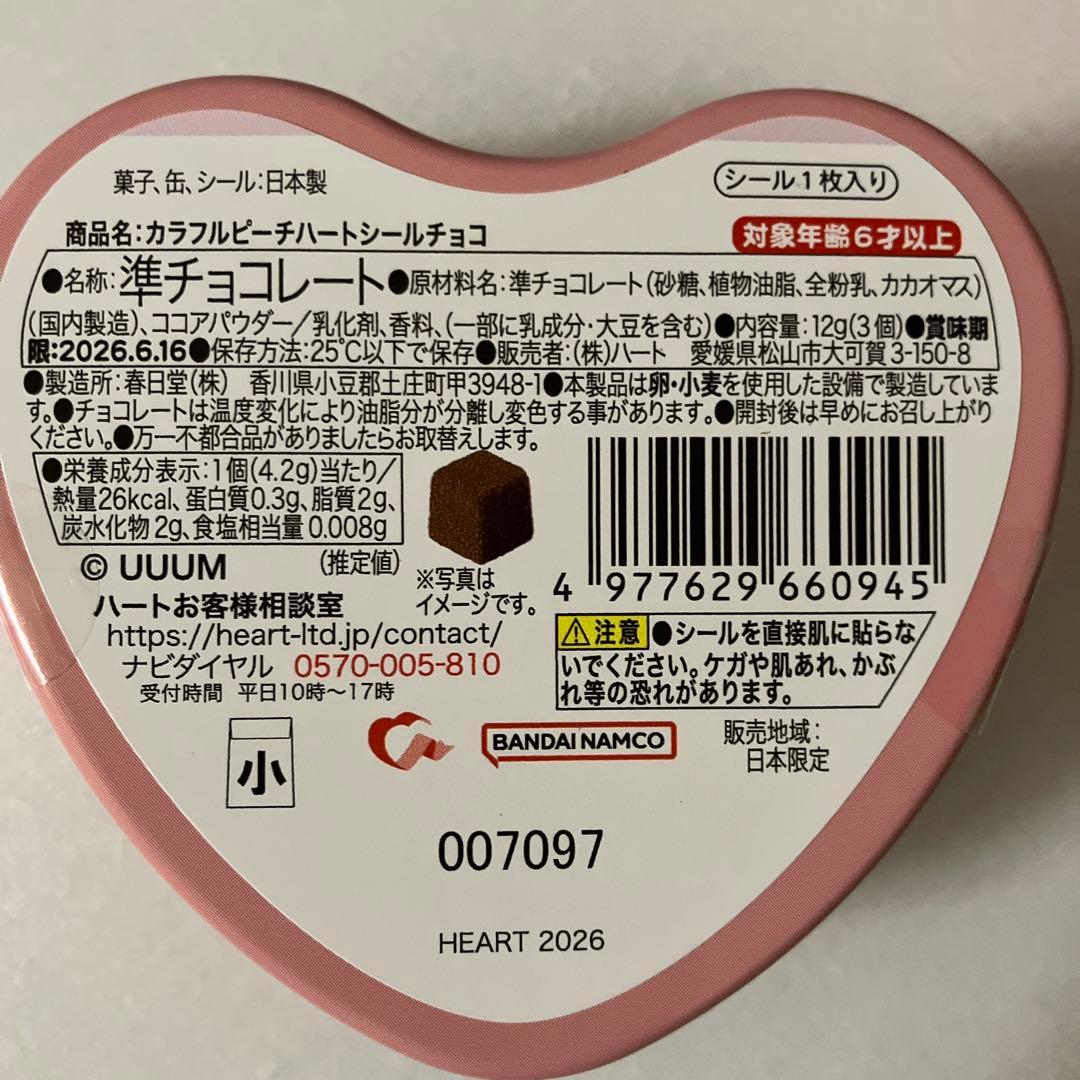 菓子、缶、シール：日本製
シール1枚入り
商品名：カラフルピーチハートシールチョコ
対象年齢6才以上
●名称：準チョコレート●原材料名：準チョコレート（砂糖、植物油脂、全粉乳、カカオマス）
（国内製造）、ココアパウダー／乳化剤、香料、（一部に乳成分・大豆を含む）●内容量：12g（3個）●賞味期
限：2026.6.16●保存方法：25℃以下で保存●販売者：（株）ハート　愛媛県松山市大可賀3-150-8
●製造所：春日堂（株）　香川県小豆郡土庄町甲3948-1●本製品は卵・小麦を使用した設備で製造していま
す。●チョコレートは温度変化により油脂分が分離し変色する事があります。●開封後は早めにお召し上がり
ください。●万一不都合品がありましたらお取替えします。
●栄養成分表示：1個（4.2g）当たり／
熱量26kcal、蛋白質0.3g、脂質2g、
炭水化物2g、食塩相当量0.008g
（推定値）
© UUUM
※写真は
イメージです。
4 977629 660945
ハートお客様相談室
https://heart-ltd.jp/contact/
ナビダイヤル 0570-005-810
受付時間 平日10時～17時
注意 ●シールを直接肌に貼らな
いでください。ケガや肌あれ、かぶ
れ等の恐れがあります。
小
BANDAI NAMCO
販売地域：
日本限定
007097
HEART 2026